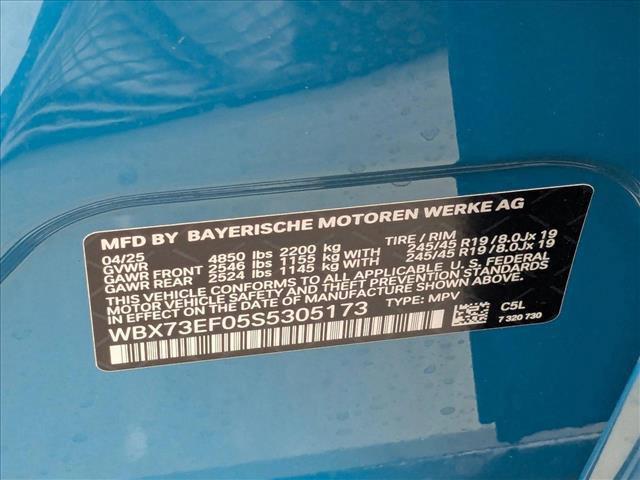 MFD BY BAYERISCHE MOTOREN WERKE AG
04/25 TIRE / RIM
GVWR 4850 lbs 2200 kg
GAWR FRONT 2546 lbs 1155 kg WITH 245/45 R19/8.0Jx19
GAWR REAR 2524 lbs 1145 kg WITH 245/45 R19/8.0Jx19
THIS VEHICLE CONFORMS TO ALL APPLICABLE U.S. FEDERAL
MOTOR VEHICLE SAFETY AND THEFT PREVENTION STANDARDS
IN EFFECT ON THE DATE OF MANUFACTURE SHOWN ABOVE.
WBX73EF05S5305173 TYPE: MPV
C5L
7 320 730